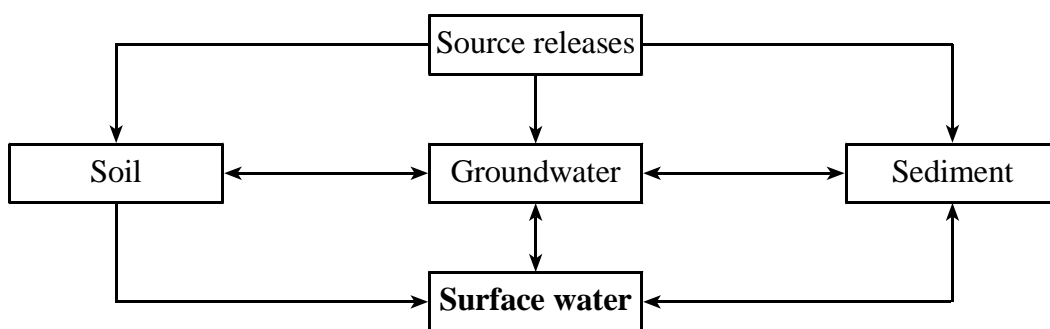 Source releases
Soil
Groundwater
Sediment
Surface water